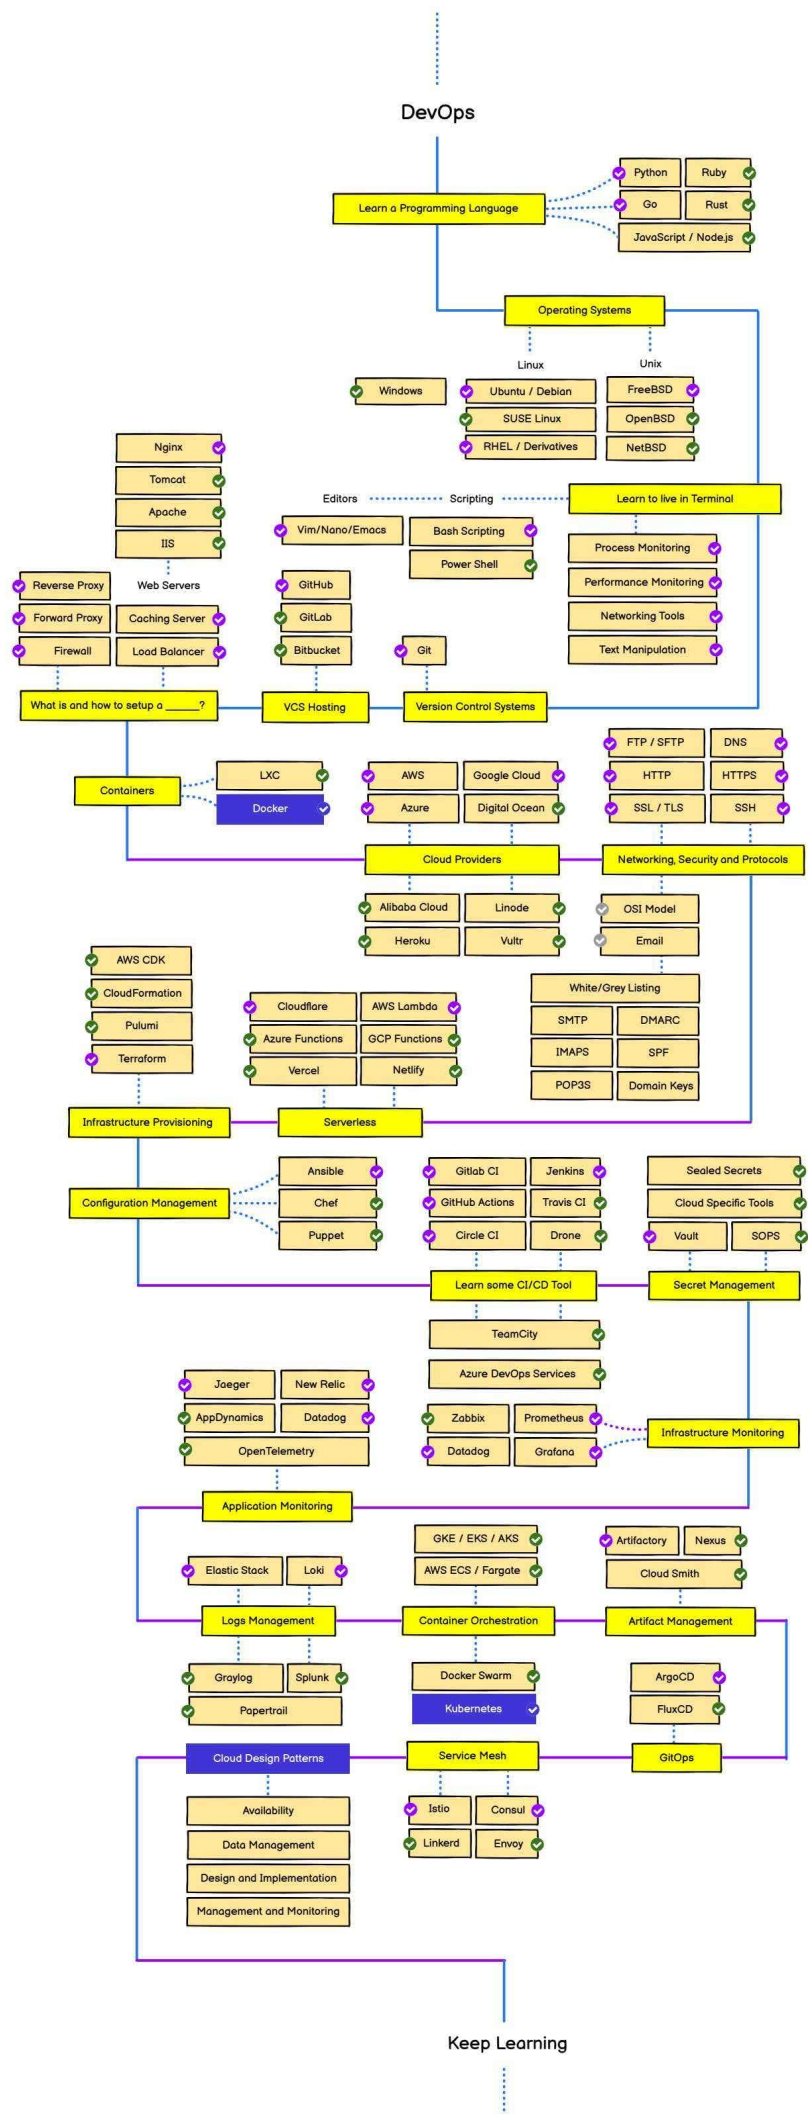 DevOps
Learn a Programming Language
Python
Ruby
Go
Rust
JavaScript / Node.js
Operating Systems
Linux
Unix
Windows
Ubuntu / Debian
SUSE Linux
RHEL / Derivatives
FreeBSD
OpenBSD
NetBSD
Learn to live in Terminal
Scripting
Editors
Vim/Nano/Emacs
Bash Scripting
Power Shell
Process Monitoring
Performance Monitoring
Networking Tools
Text Manipulation
Version Control Systems
Git
VCS Hosting
GitHub
GitLab
Bitbucket
Nginx
Tomcat
Apache
IIS
Web Servers
Reverse Proxy
Forward Proxy
Firewall
Caching Server
Load Balancer
What is and how to setup a ______?
Containers
LXC
Docker
AWS
Google Cloud
Azure
Digital Ocean
Cloud Providers
Alibaba Cloud
Linode
Heroku
Vultr
FTP / SFTP
DNS
HTTP
HTTPS
SSL / TLS
SSH
Networking, Security and Protocols
OSI Model
Email
White/Grey Listing
SMTP
DMARC
IMAPS
SPF
POP3S
Domain Keys
Cloudflare
AWS Lambda
Azure Functions
GCP Functions
Vercel
Netlify
Serverless
AWS CDK
CloudFormation
Pulumi
Terraform
Infrastructure Provisioning
Configuration Management
Ansible
Chef
Puppet
Gitlab CI
Jenkins
GitHub Actions
Travis CI
Circle CI
Drone
Learn some CI/CD Tool
TeamCity
Azure DevOps Services
Sealed Secrets
Cloud Specific Tools
Vault
SOPS
Secret Management
Infrastructure Monitoring
Zabbix
Prometheus
Datadog
Grafana
Jaeger
New Relic
AppDynamics
Datadog
OpenTelemetry
Application Monitoring
Elastic Stack
Loki
Logs Management
Graylog
Splunk
Papertrail
GKE / EKS / AKS
AWS ECS / Fargate
Container Orchestration
Docker Swarm
Kubernetes
Artifactory
Nexus
Cloud Smith
Artifact Management
ArgoCD
FluxCD
GitOps
Service Mesh
Istio
Consul
Linkerd
Envoy
Cloud Design Patterns
Availability
Data Management
Design and Implementation
Management and Monitoring
Keep Learning